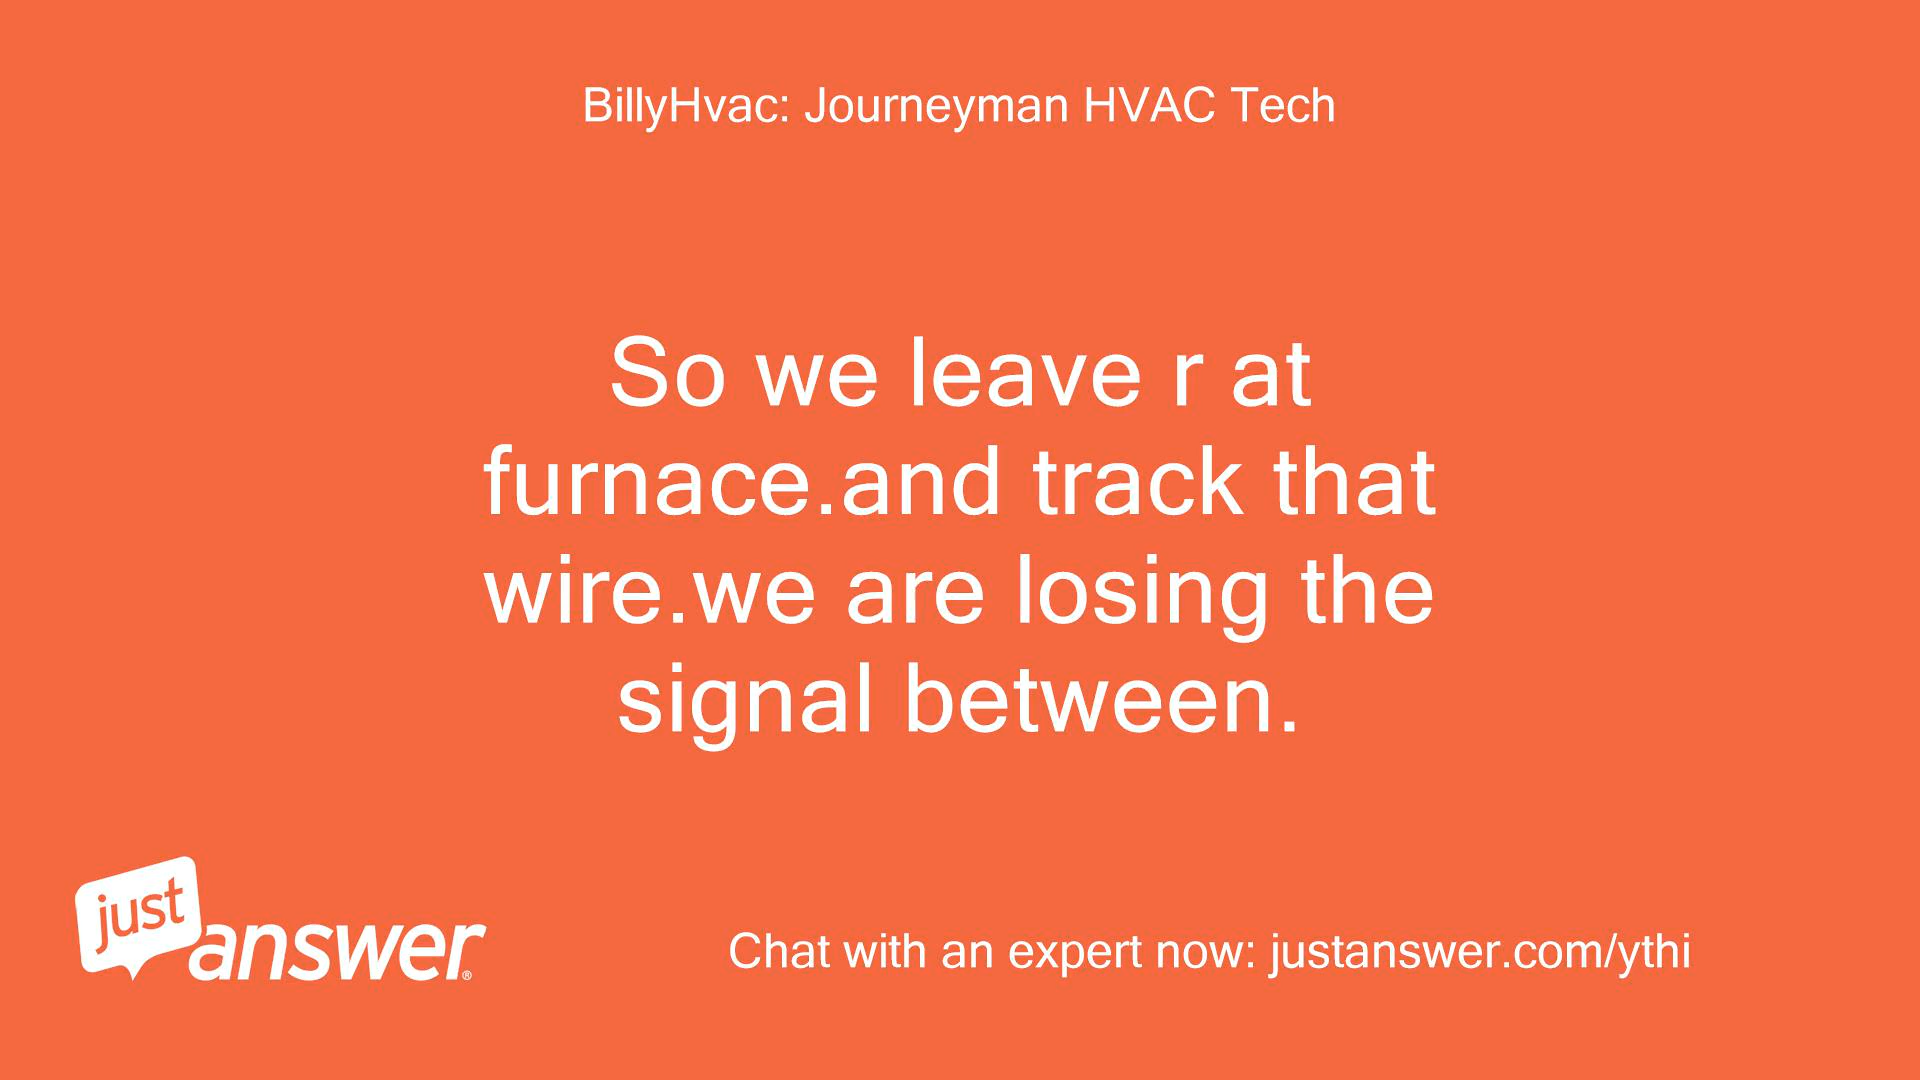 BillyHvac: Journeyman HVAC Tech
So we leave r at
furnace.and track that
wire.we are losing the
signal between.
just
answer®
Chat with an expert now: justanswer.com/ythi